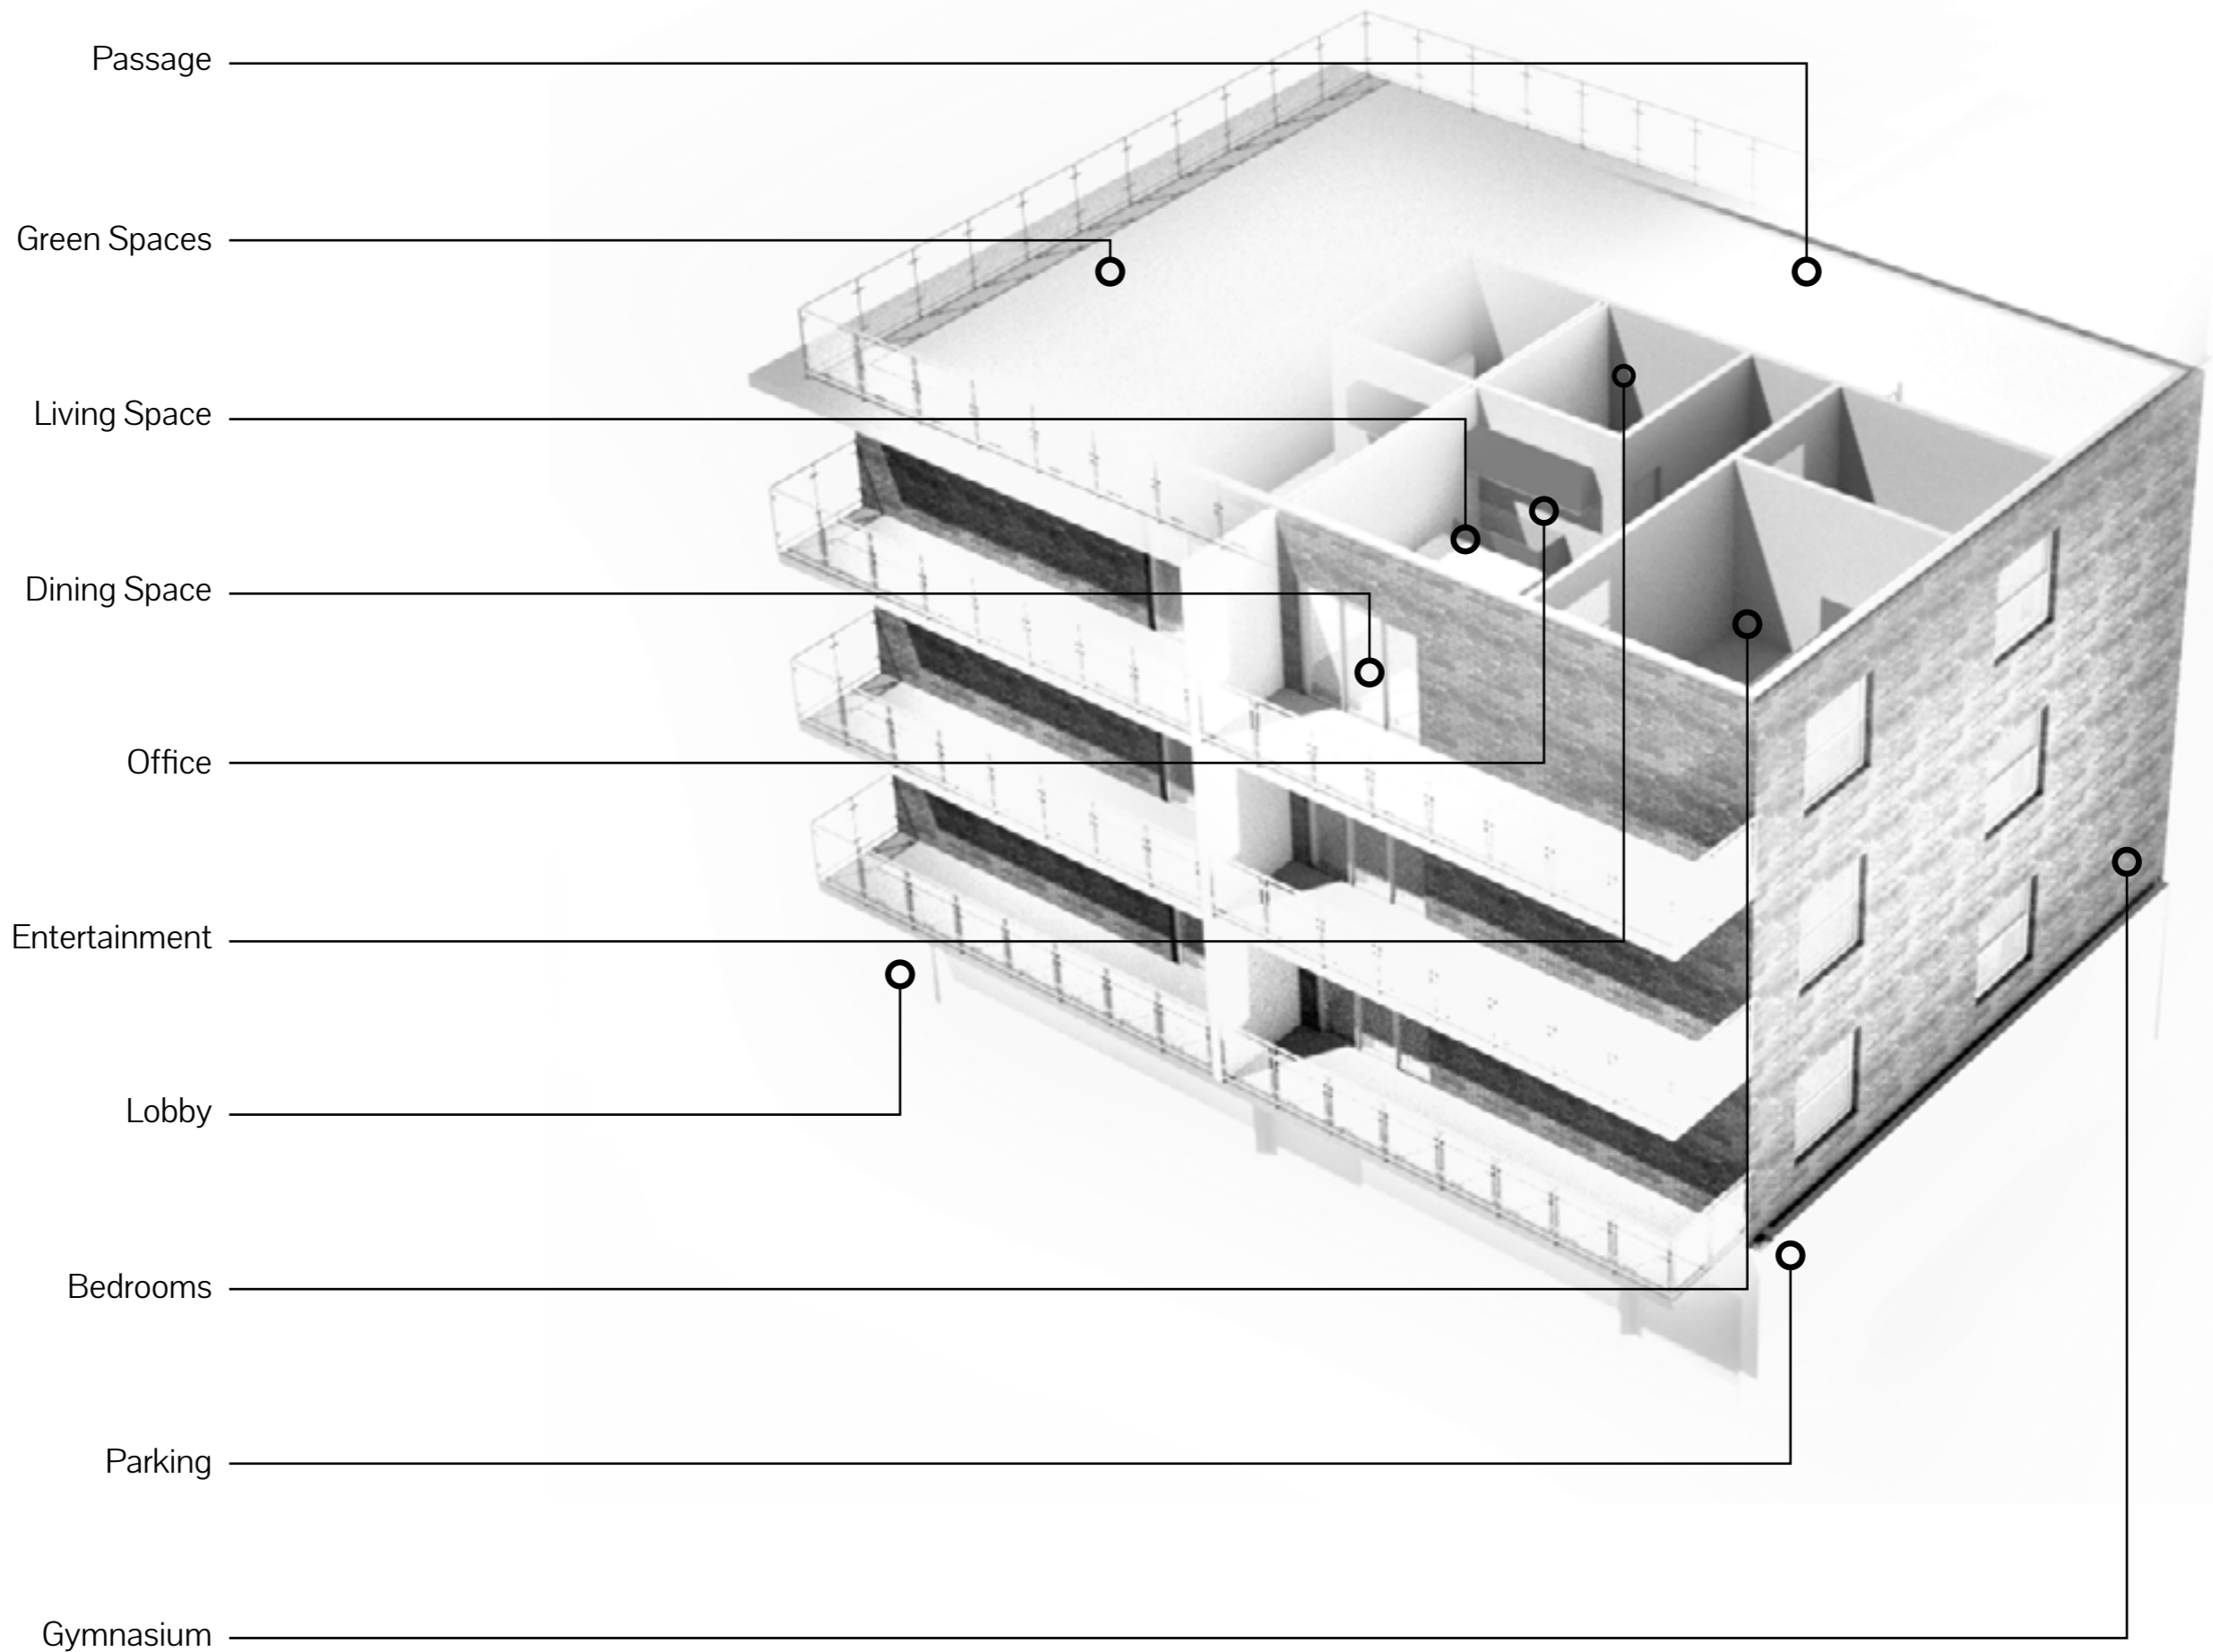 Passage
Green Spaces
Living Space
Dining Space
Office
Entertainment
Lobby
Bedrooms
Parking
Gymnasium